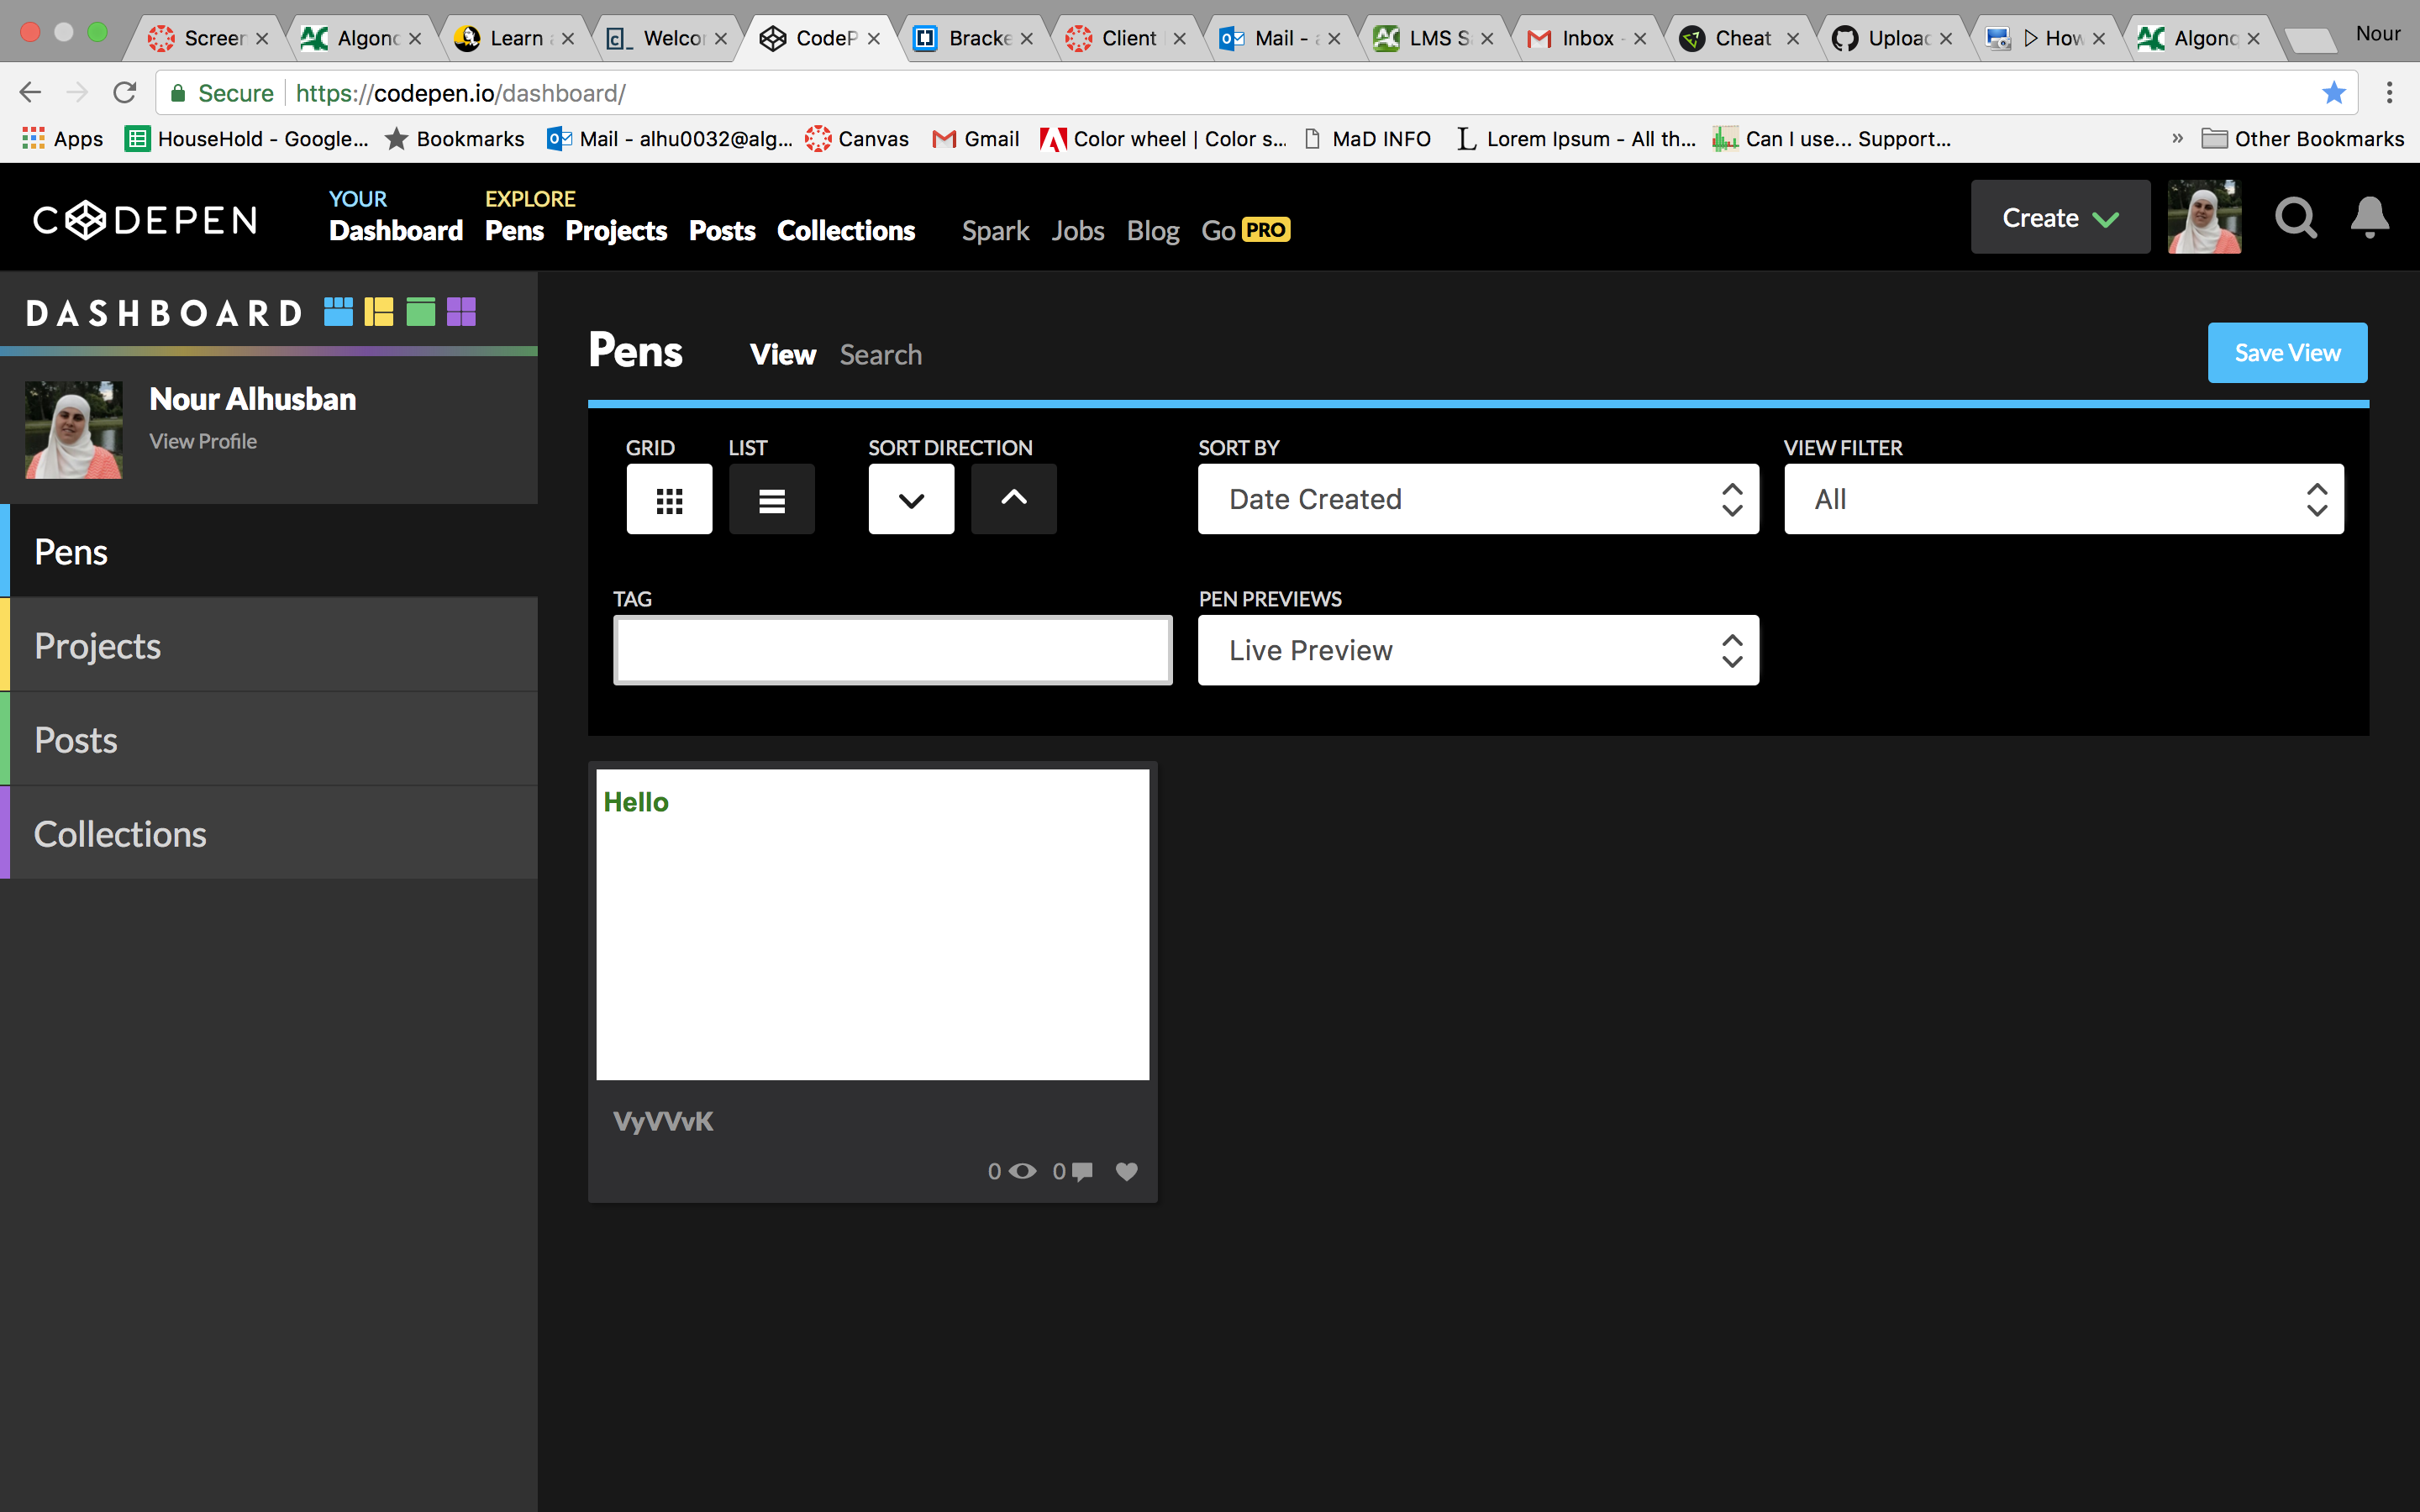 Screen Algonq Learn a Welcor CodeP Bracke Client Mail - a LMS S Inbox - Cheat Upload ▷ How Algonq Nour
Secure https://codepen.io/dashboard/
Apps HouseHold - Google... Bookmarks Mail - alhu0032@alg... Canvas Gmail Color wheel | Color s... MaD INFO Lorem Ipsum - All th... Can I use... Support... » Other Bookmarks
YOUR EXPLORE
CODEPEN Dashboard Pens Projects Posts Collections Spark Jobs Blog Go PRO Create
DASHBOARD
Nour Alhusban
View Profile
Pens
Projects
Posts
Collections
Pens View Search Save View
GRID LIST SORT DIRECTION SORT BY VIEW FILTER
Date Created All
TAG PEN PREVIEWS
Live Preview
Hello
VyVVvK
0 0